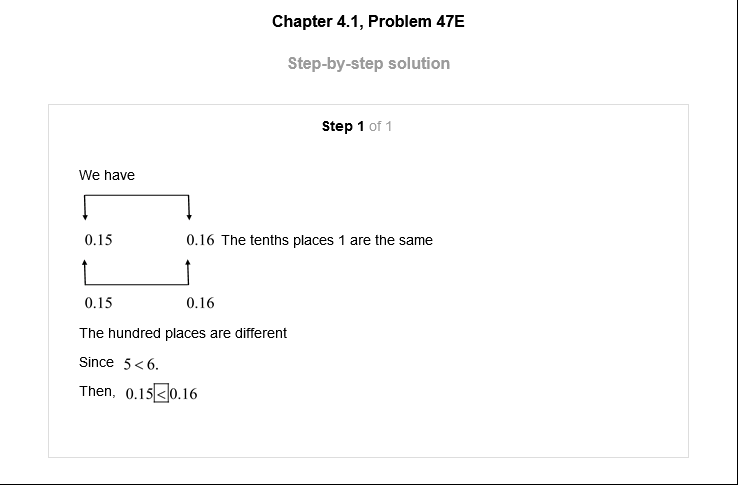 Chapter 4.1, Problem 47E
Step-by-step solution
Step 1 of 1
We have
0.15 0.16 The tenths places 1 are the same
0.15 0.16
The hundred places are different
Since 5 < 6.
Then, 0.15 < 0.16